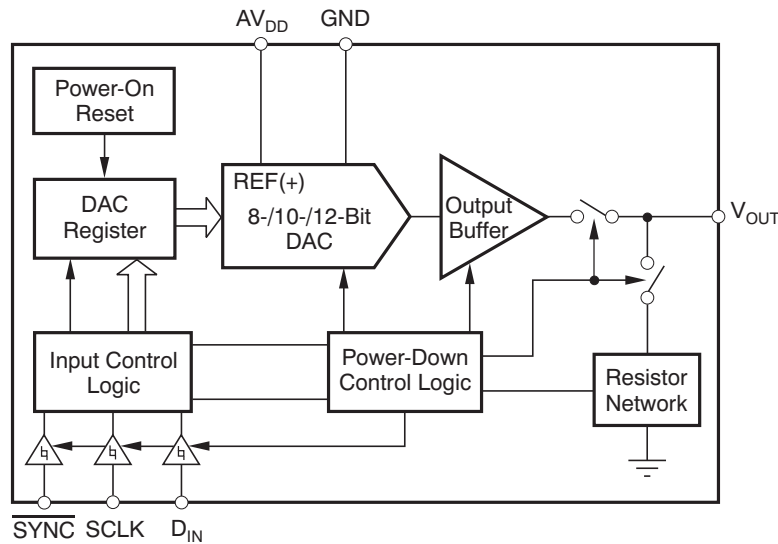 AVDD GND
Power-On
Reset
DAC
Register
REF(+)
8-/10-/12-Bit
DAC
Output
Buffer
VOUT
Input Control
Logic
Power-Down
Control Logic
Resistor
Network
SYNC SCLK DIN